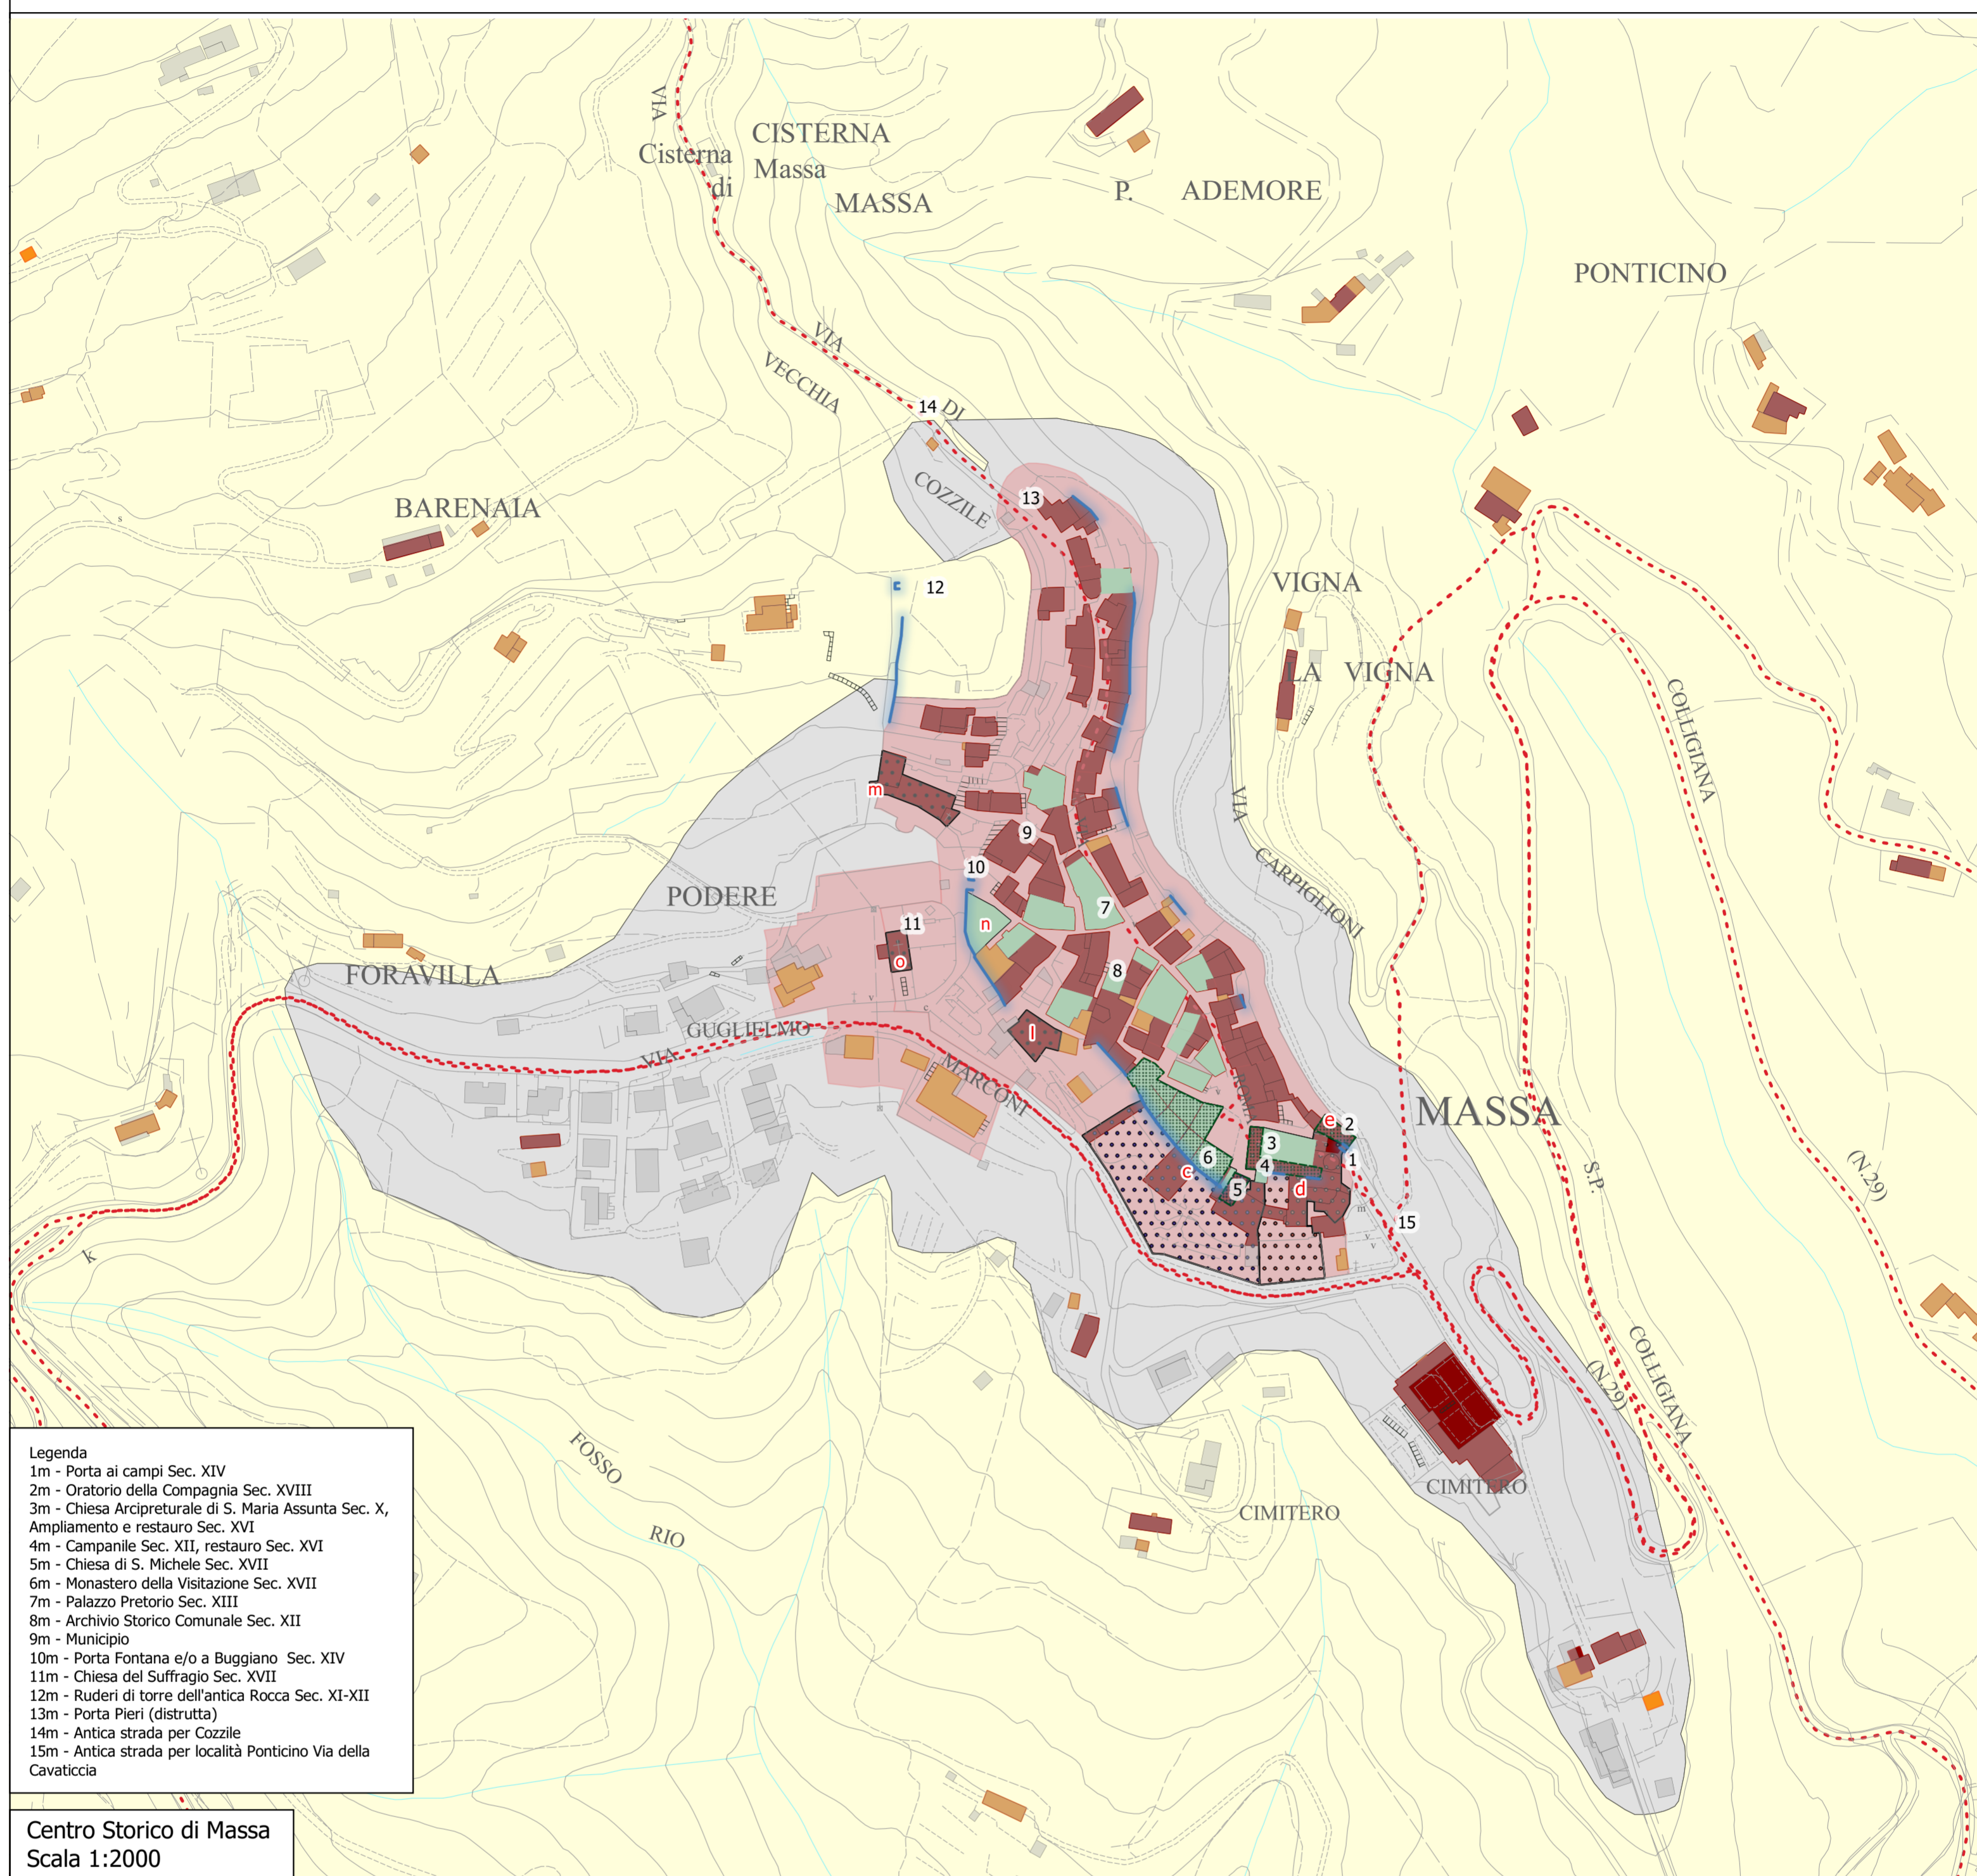 VIA
CISTERNA
Cisterna
Massa
di
MASSA
P. ADEMORE
PONTICINO
VIA
VECCHIA
14
DI
COZZILE
13
BARENAIA
s
12
VIGNA
LA VIGNA
COLLIGIANA
m
VIA
9
CARPIGLIONI
10
PODERE
7
n
11
o
8
FORAVILLA
v
c
GUGLIELMO
VIA
MARCONI
l
ROMA
MASSA
e
2
3
1
4
6
c
5
d
m
15
v
v
S.P.
(N.29)
k
COLLIGIANA
(N.29)
FOSSO
RIO
CIMITERO
CIMITERO
Legenda
1m - Porta ai campi Sec. XIV
2m - Oratorio della Compagnia Sec. XVIII
3m - Chiesa Arcipreturale di S. Maria Assunta Sec. X,
Ampliamento e restauro Sec. XVI
4m - Campanile Sec. XII, restauro Sec. XVI
5m - Chiesa di S. Michele Sec. XVII
6m - Monastero della Visitazione Sec. XVII
7m - Palazzo Pretorio Sec. XIII
8m - Archivio Storico Comunale Sec. XII
9m - Municipio
10m - Porta Fontana e/o a Buggiano Sec. XIV
11m - Chiesa del Suffragio Sec. XVII
12m - Ruderi di torre dell'antica Rocca Sec. XI-XII
13m - Porta Pieri (distrutta)
14m - Antica strada per Cozzile
15m - Antica strada per località Ponticino Via della
Cavaticcia
Centro Storico di Massa
Scala 1:2000